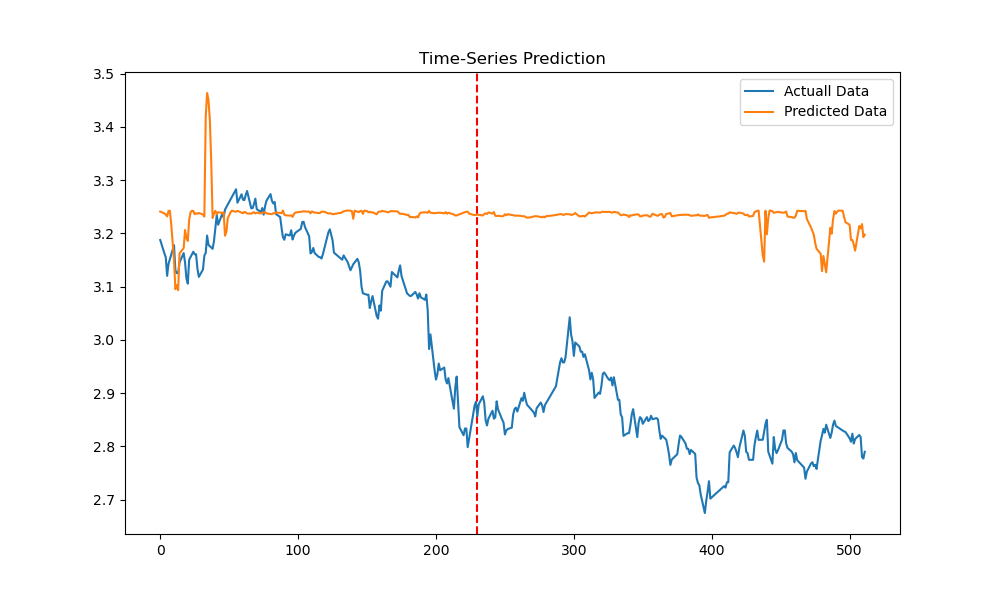 Time-Series Prediction
Actuall Data
Predicted Data
3.5
3.4
3.3
3.2
3.1
3.0
2.9
2.8
2.7
0 100 200 300 400 500